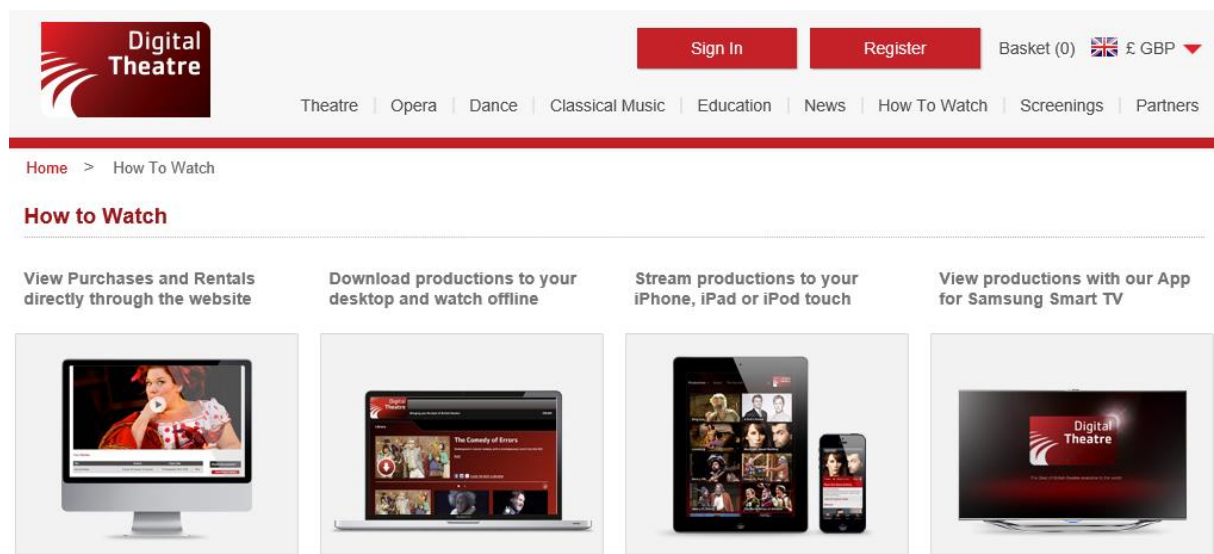 Digital
Theatre
Sign In
Register
Basket (0)
£ GBP
Theatre
Opera
Dance
Classical Music
Education
News
How To Watch
Screenings
Partners
Home > How To Watch
How to Watch
View Purchases and Rentals
directly through the website
Download productions to your
desktop and watch offline
Stream productions to your
iPhone, iPad or iPod touch
View productions with our App
for Samsung Smart TV
Digital
Theatre
The Comedy of Errors
Digital
Theatre